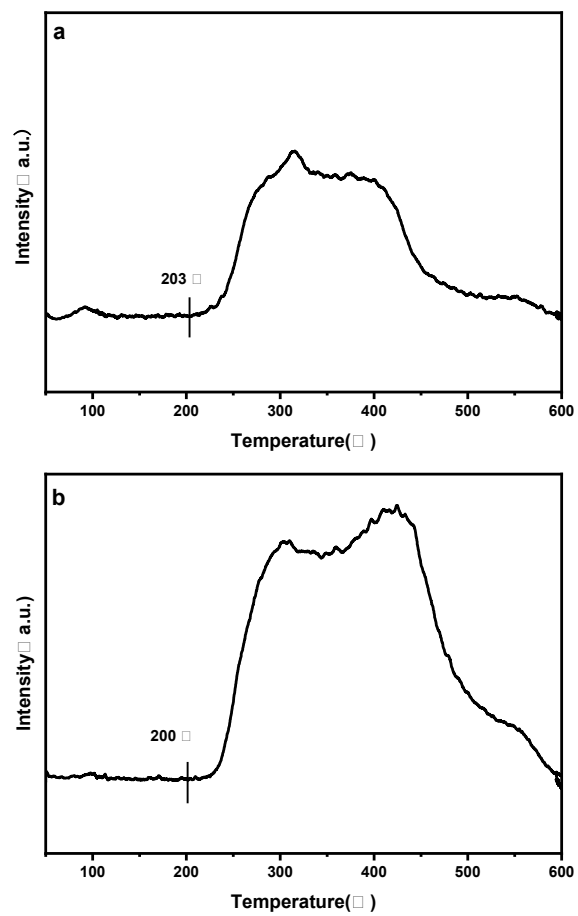 a
Intensity□ a.u.)
203 □
100 200 300 400 500 600
Temperature(□ )
b
Intensity□ a.u.)
200 □
100 200 300 400 500 600
Temperature(□ )